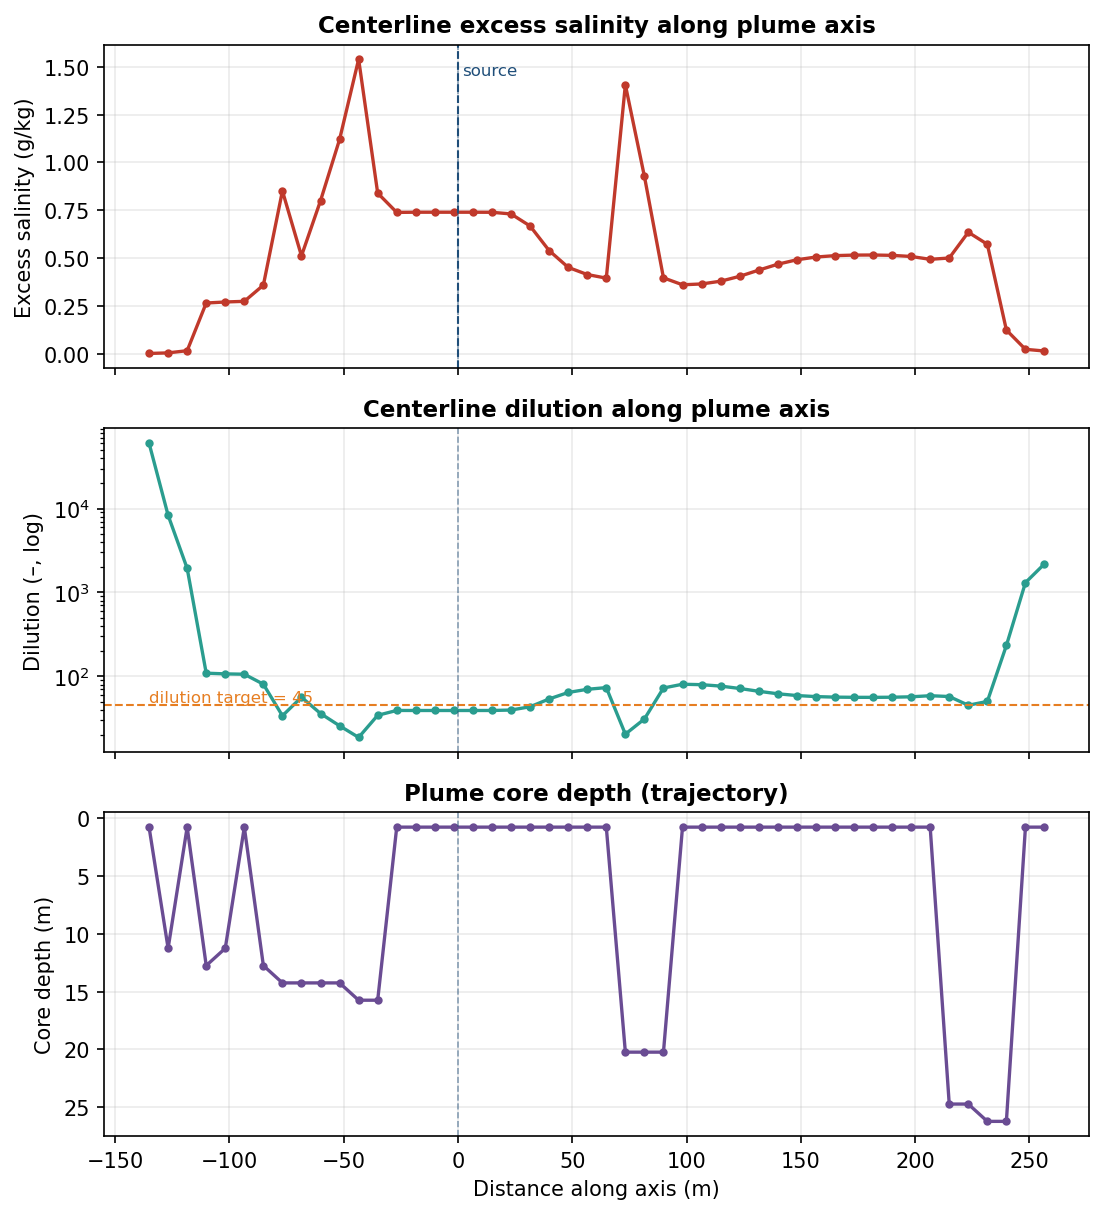 Centerline excess salinity along plume axis
Excess salinity (g/kg)
1.50
1.25
1.00
0.75
0.50
0.25
0.00
source
Centerline dilution along plume axis
Dilution (–, log)
10⁴
10³
10²
dilution target = 45
Plume core depth (trajectory)
Core depth (m)
0
5
10
15
20
25
−150 −100 −50 0 50 100 150 200 250
Distance along axis (m)